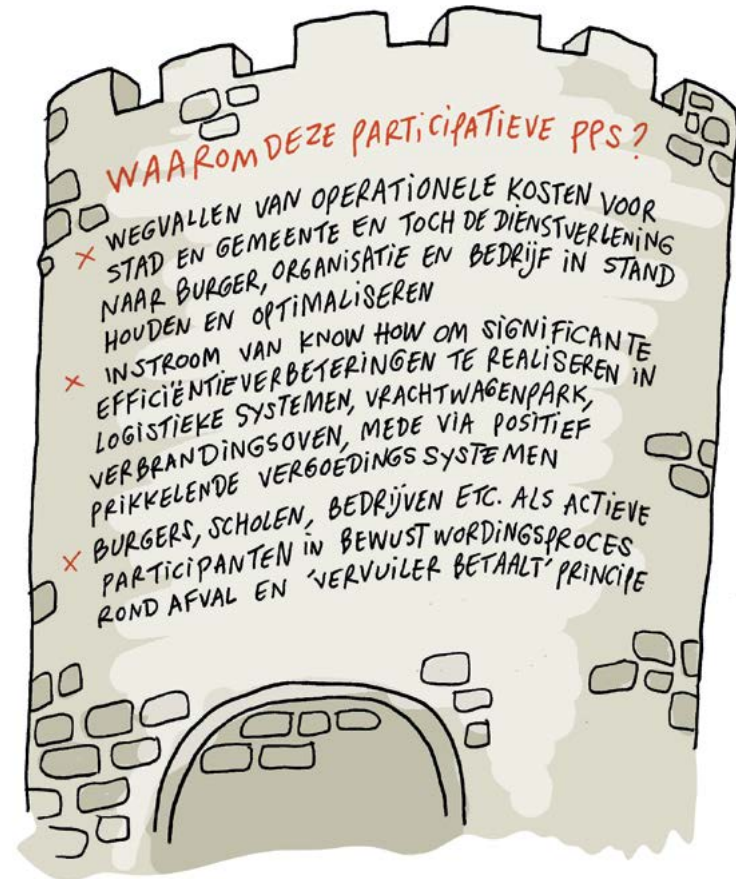 WAAROM DEZE PARTICIPATIEVE PPS?
x WEGVALLEN VAN OPERATIONELE KOSTEN VOOR
STAD EN GEMEENTE EN TOCH DE DIENSTVERLENING
NAAR BURGER, ORGANISATIE EN BEDRIJF IN STAND
HOUDEN EN OPTIMALISEREN
x INSTROOM VAN KNOW HOW OM SIGNIFICANTE
EFFICIËNTIEVERBETERINGEN TE REALISEREN IN
LOGISTIEKE SYSTEMEN, VRACHTWAGENPARK,
VERBRANDINGSOVEN, MEDE VIA POSITIEF
PRIKKELENDE VERGOEDINGSSYSTEMEN
x BURGERS, SCHOLEN, BEDRIJVEN ETC. ALS ACTIEVE
PARTICIPANTEN IN BEWUSTWORDINGSPROCES
ROND AFVAL EN 'VERVUILER BETAALT' PRINCIPE